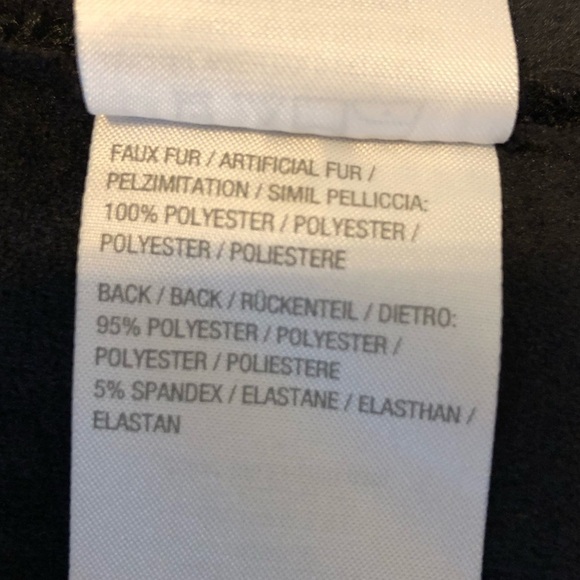 FAUX FUR / ARTIFICIAL FUR /
PELZIMITATION / SIMIL PELLICCIA:
100% POLYESTER / POLYESTER /
POLYESTER / POLIESTERE
BACK / BACK / RÜCKENTEIL / DIETRO:
95% POLYESTER / POLYESTER /
POLYESTER / POLIESTERE
5% SPANDEX / ELASTANE / ELASTHAN /
ELASTAN